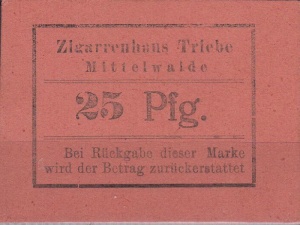 Zigarrenhaus Triebe
Mittelwalde
25 Pfg.
Bei Rückgabe dieser Marke
wird der Betrag zurückerstattet